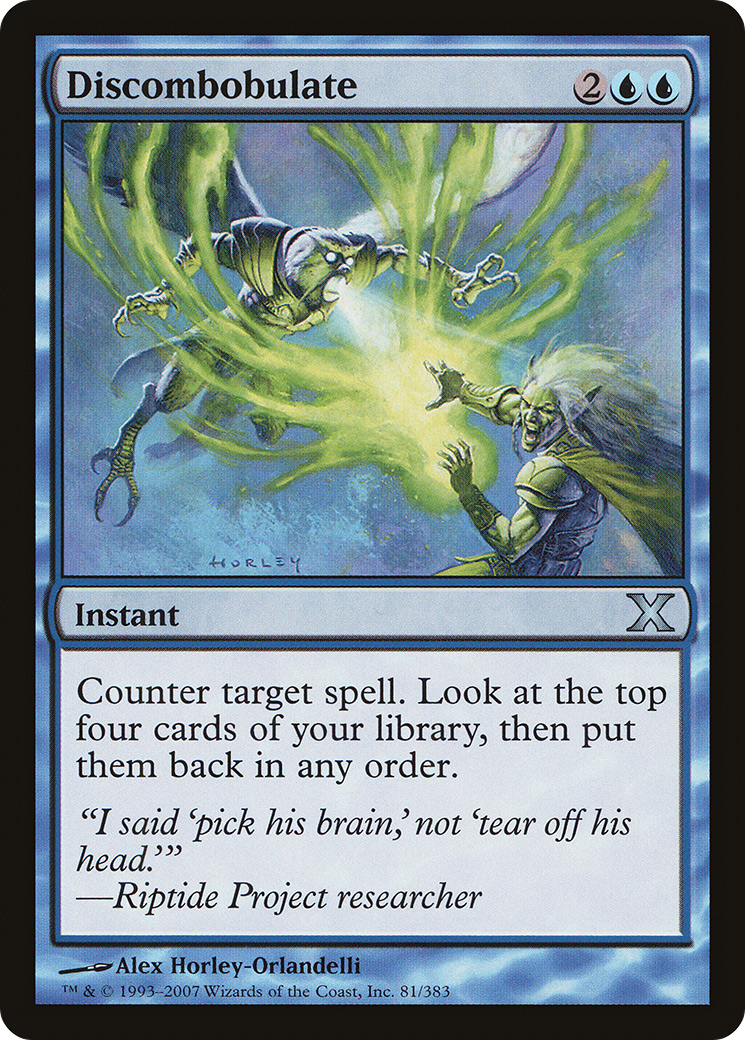 Discombobulate 2
HORLEY
Instant X
Counter target spell. Look at the top
four cards of your library, then put
them back in any order.
“I said ‘pick his brain,’ not ‘tear off his
head.’”
—Riptide Project researcher
Alex Horley-Orlandelli
™ & © 1993–2007 Wizards of the Coast, Inc. 81/383